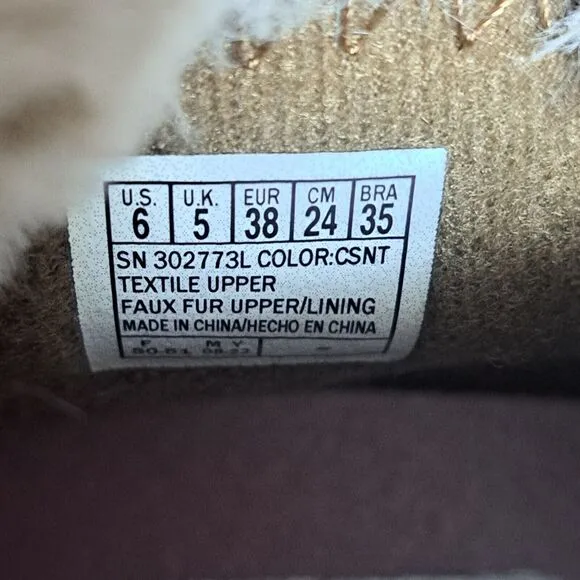 U.S. U.K. EUR CM BRA
6 5 38 24 35
SN 302773L COLOR:CSNT
TEXTILE UPPER
FAUX FUR UPPER/LINING
MADE IN CHINA/HECHO EN CHINA
F M Y